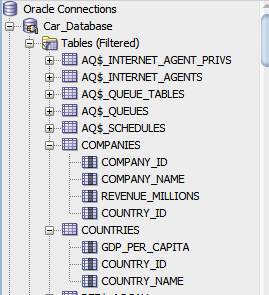 Oracle Connections
Car_Database
Tables (Filtered)
AQ$_INTERNET_AGENT_PRIVS
AQ$_INTERNET_AGENTS
AQ$_QUEUE_TABLES
AQ$_QUEUES
AQ$_SCHEDULES
COMPANIES
COMPANY_ID
COMPANY_NAME
REVENUE_MILLIONS
COUNTRY_ID
COUNTRIES
GDP_PER_CAPITA
COUNTRY_ID
COUNTRY_NAME